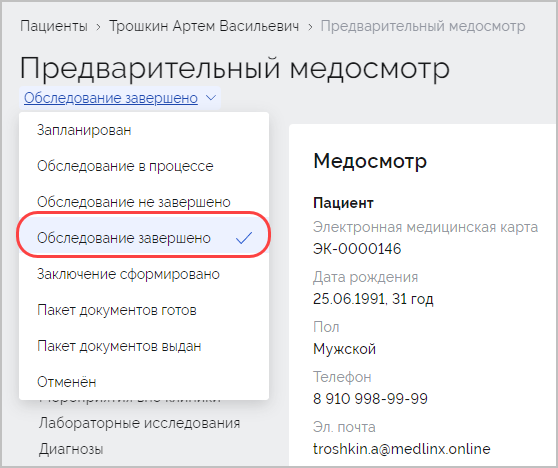 Пациенты > Трошкин Артем Васильевич > Предварительный медосмотр
Предварительный медосмотр
Обследование завершено
Запланирован
Обследование в процессе
Обследование не завершено
Обследование завершено
Заключение сформировано
Пакет документов готов
Пакет документов выдан
Отменён
Лабораторные исследования
Диагнозы
Медосмотр
Пациент
Электронная медицинская карта
ЭК-0000146
Дата рождения
25.06.1991, 31 год
Пол
Мужской
Телефон
8 910 998-99-99
Эл. почта
troshkin.a@medlinx.online